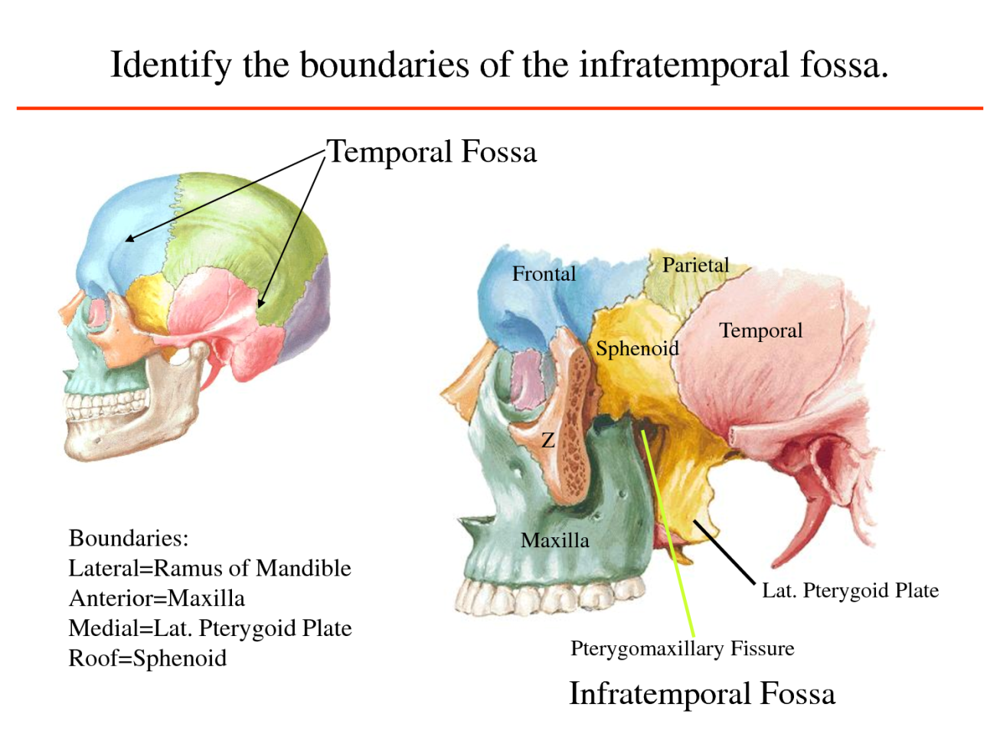 Identify the boundaries of the infratemporal fossa.
Temporal Fossa
Frontal
Parietal
Temporal
Sphenoid
Z
Maxilla
Boundaries:
Lateral=Ramus of Mandible
Anterior=Maxilla
Medial=Lat. Pterygoid Plate
Roof=Sphenoid
Lat. Pterygoid Plate
Pterygomaxillary Fissure
Infratemporal Fossa